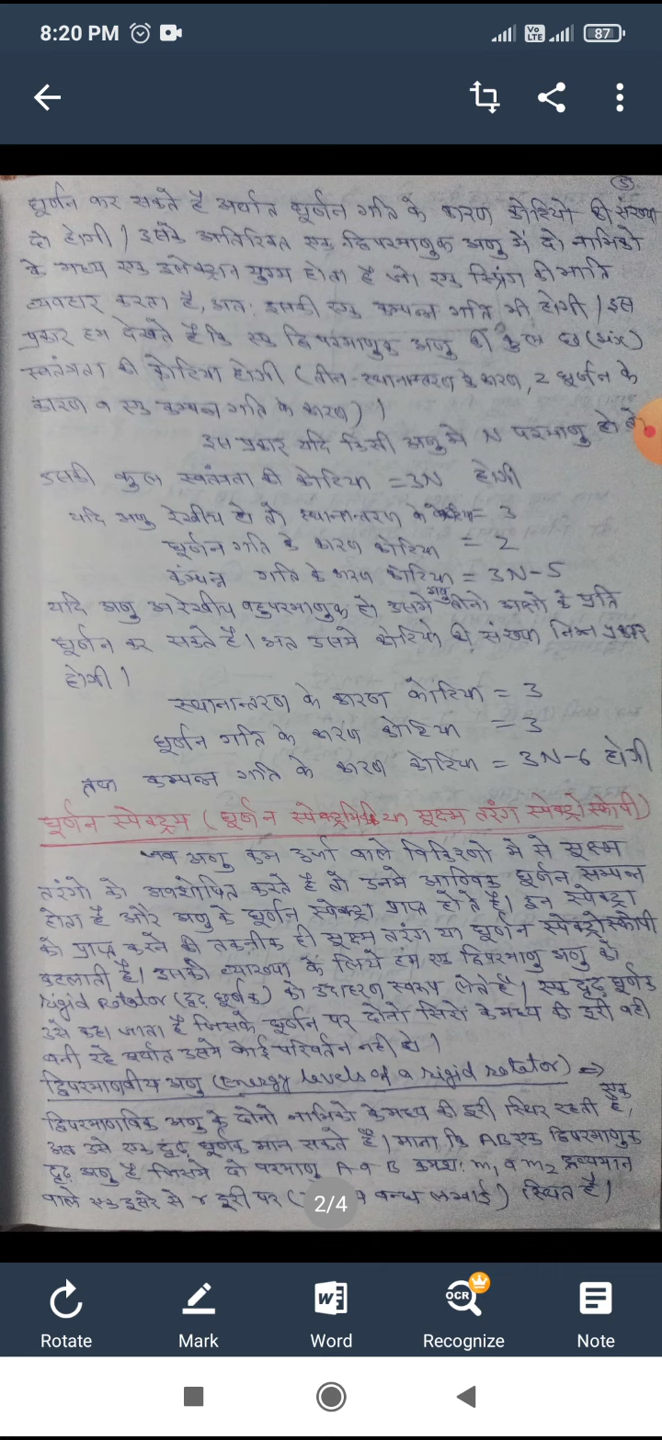 8:20 PM
Vo LTE 87
3
घूर्णन कर सकते है अर्थात घूर्णन गति के कारण कोटियो की संख्या
दो होगी। इसके अतिरिक्त एक द्विपरमाणुक अणु में दो नाभिको
के मध्य एक इलेक्ट्रान युग्म होता है जो एक स्प्रिंग की भाति
व्यवहार करता है, अतः इसकी एक कम्पन्न गति भी होगी। इस
प्रकार हम देखते है कि एक द्विपरमाणुक अणु की कुल छः (six)
स्वतंत्रता की कोटिया होगी (तीन-स्थानान्तरण के कारण, 2 घूर्णन के
कारण व एक कम्पन्न गति के कारण)।
इस प्रकार यदि किसी अणु मे N परमाणु हो तो
उसकी कुल स्वतंत्रता की कोटिया = 3N होगी
यदि अणु रेखीय हो तो स्थानान्तरण के = 3
घूर्णन गति के कारण कोटिया = 2
कंम्पन्न गति के कारण कोटिया = 3N-5
यदि अणु अरेखीय बहुपरमाणुक हो उसमे अणु तीनो अक्षो के प्रति
घूर्णन कर सकते है। अत उसमे कोटियो की संख्या निम्न प्रकार
होगी।
स्थानान्तरण के कारण कोटिया = 3
घूर्णन गति के कारण कोटिया = 3
तथा कम्पन्न गति के कारण कोटिया = 3N-6 होगी
घूर्णन स्पेक्ट्रम (घूर्णन सूक्ष्म तरंग स्पेक्ट्रोस्कोपी)
जब अणु कम उर्जा वाले विकिरणो मे से सूक्ष्म
तरंगो को अवशोषित करते है तो उनमे आण्विक घूर्णन सम्पन्न
होता है और अणु के घूर्णन स्पेक्ट्रा प्राप्त होते है। इन स्पेक्ट्रा
को प्राप्त करने की तकनीक ही सूक्ष्म तरंग या घूर्णन स्पेक्ट्रोस्कोपी
कहलाती है। उसकी व्याख्या के लिये हम एक द्विपरमाणु अणु को
rigid rotator (दृढ़ घूर्णक) को उदाहरण स्वरूप लेते है। एक दृढ़ घूर्णक
उसे कहा जाता है जिसके घूर्णन पर दोनो सिरो के मध्य की दूरी वही
बनी रहे अर्थात उसमे कोई परिवर्तन नही हो।
द्विपरमाणवीय अणु (Energy levels of a rigid rotator) ⇒
द्विपरमाणविक अणु के दोनो नाभिको के मध्य की दूरी स्थिर रहती है,
अत उसे एक दृढ़ घूर्णक मान सकते है। माना कि AB एक द्विपरमाणुक
दृढ़ अणु है जिसमे दो परमाणु A व B क्रमशः m₁ व m₂ द्रव्यमान
वाले एक दूसरे से r दूरी पर ( बन्ध लम्बाई) स्थित है।
2/4
Rotate
Mark
W
Word
OCR
Recognize
Note